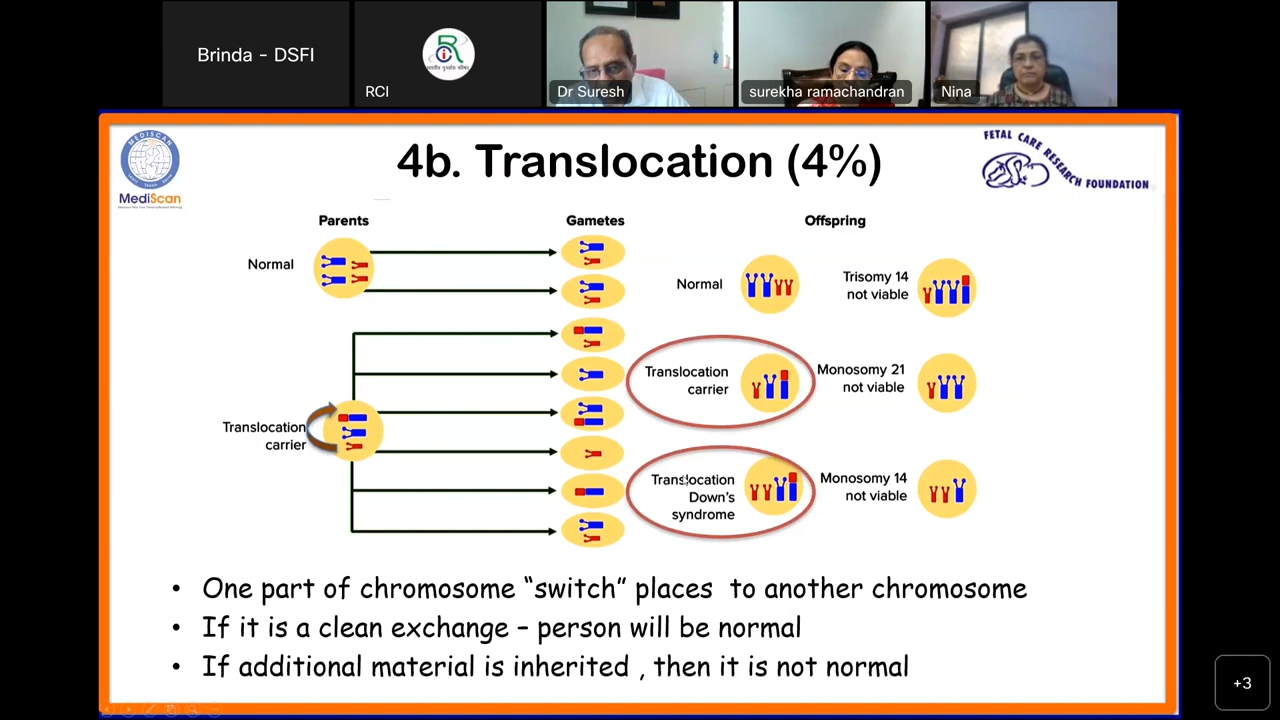 Brinda - DSFI
RCI
Dr Suresh
surekha ramachandran
Nina
MEDISCAN
MediScan
4b. Translocation (4%)
FETAL CARE RESEARCH FOUNDATION
Parents
Gametes
Offspring
Normal
Normal
Trisomy 14
not viable
Translocation
carrier
Monosomy 21
not viable
Translocation
carrier
Translocation
Down's
syndrome
Monosomy 14
not viable
• One part of chromosome “switch” places to another chromosome
• If it is a clean exchange – person will be normal
• If additional material is inherited , then it is not normal
+3